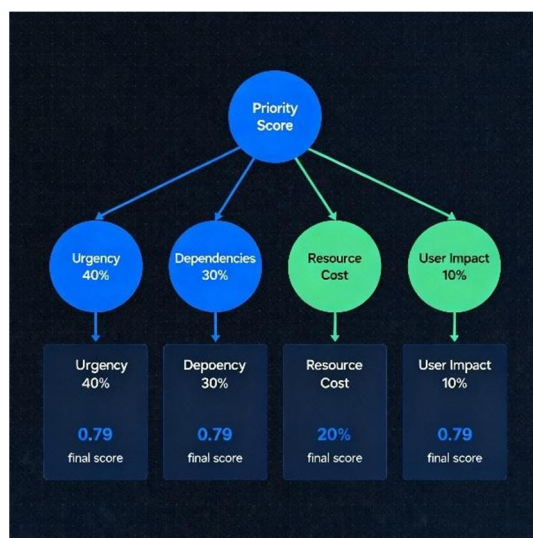 Priority
Score
Urgency
40%
Dependencies
30%
Resource
Cost
User Impact
10%
Urgency
40%
0.79
final score
Depoency
30%
0.79
final score
Resource
Cost
20%
final score
User Impact
10%
0.79
final score